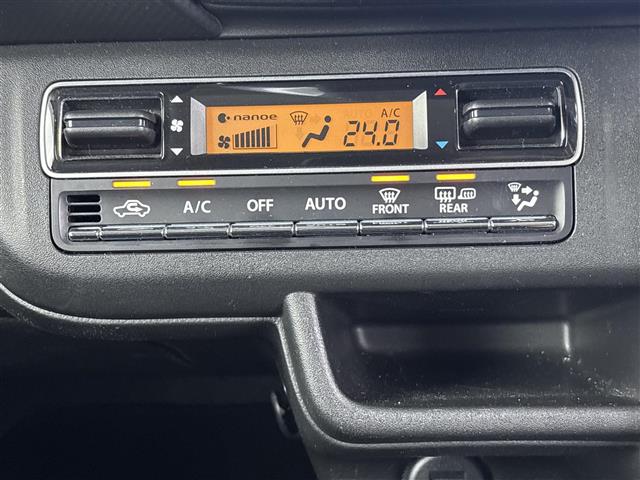 nanoe
A/C
24.0
A/C
OFF
AUTO
FRONT
REAR